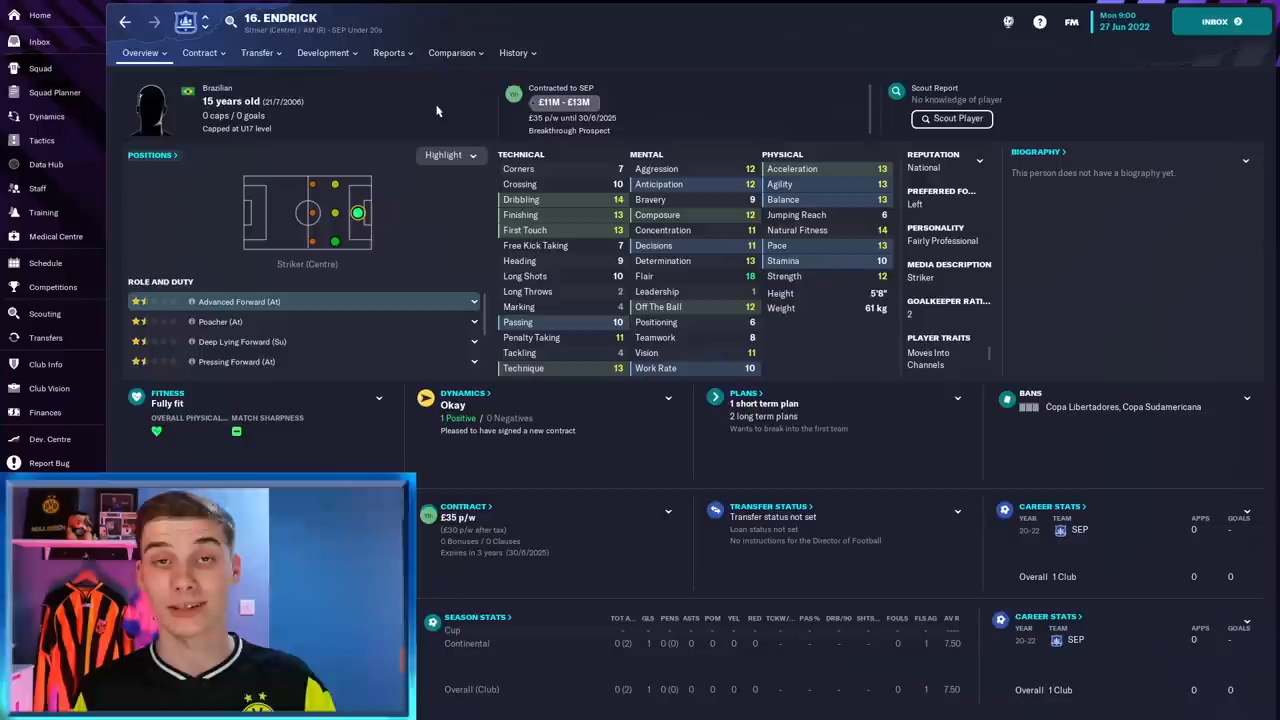 Home
Inbox
Squad
Squad Planner
Dynamics
Tactics
Data Hub
Staff
Training
Medical Centre
Schedule
Competitions
Scouting
Transfers
Club Info
Club Vision
Finances
Dev. Centre
Report Bug
16. ENDRICK
Striker (Centre) | AM (R) - SEP Under 20s
FM
Mon 9:00
27 Jun 2022
INBOX
Overview
Contract
Transfer
Development
Reports
Comparison
History
Brazilian
15 years old (21/7/2006)
0 caps / 0 goals
Capped at U17 level
Contracted to SEP
£11M - £13M
£35 p/w until 30/6/2025
Breakthrough Prospect
Scout Report
No knowledge of player
Scout Player
POSITIONS >
Highlight
Striker (Centre)
ROLE AND DUTY
Advanced Forward (At)
Poacher (At)
Deep Lying Forward (Su)
Pressing Forward (At)
TECHNICAL
Corners 7
Crossing 10
Dribbling 14
Finishing 13
First Touch 13
Free Kick Taking 7
Heading 9
Long Shots 10
Long Throws 2
Marking 4
Passing 10
Penalty Taking 11
Tackling 4
Technique 13
MENTAL
Aggression 12
Anticipation 12
Bravery 9
Composure 12
Concentration 11
Decisions 11
Determination 13
Flair 18
Leadership 1
Off The Ball 12
Positioning 6
Teamwork 8
Vision 11
Work Rate 10
PHYSICAL
Acceleration 13
Agility 13
Balance 13
Jumping Reach 6
Natural Fitness 14
Pace 13
Stamina 10
Strength 12
Height 5'8"
Weight 61 kg
REPUTATION
National
PREFERRED FO...
Left
PERSONALITY
Fairly Professional
MEDIA DESCRIPTION
Striker
GOALKEEPER RATI...
2
PLAYER TRAITS
Moves Into
Channels
BIOGRAPHY >
This person does not have a biography yet.
FITNESS
Fully fit
OVERALL PHYSICAL... MATCH SHARPNESS
DYNAMICS >
Okay
1 Positive / 0 Negatives
Pleased to have signed a new contract
PLANS >
1 short term plan
2 long term plans
Wants to break into the first team
BANS
Copa Libertadores, Copa Sudamericana
CONTRACT >
£35 p/w
(£30 p/w after tax)
0 Bonuses / 0 Clauses
Expires in 3 years (30/6/2025)
TRANSFER STATUS >
Transfer status not set
Loan status not set
No instructions for the Director of Football
CAREER STATS >
YEAR TEAM APPS GOALS
20-22 SEP 0 -
Overall 1 Club 0 0
SEASON STATS >
TOT A... GLS PENS ASTS POM YEL RED TCKW/... PAS% DRB/90 SHTS... FOULS FLS AG AV R
Cup - - - - - - - - - - - - -
Continental 0 (2) 1 0 (0) 0 0 0 0 - - - - 0 1 7.50
Overall (Club) 0 (2) 1 0 (0) 0 0 0 0 - - - - 0 1 7.50
CAREER STATS >
YEAR TEAM APPS GOALS
20-22 SEP 0 -
Overall 1 Club 0 0